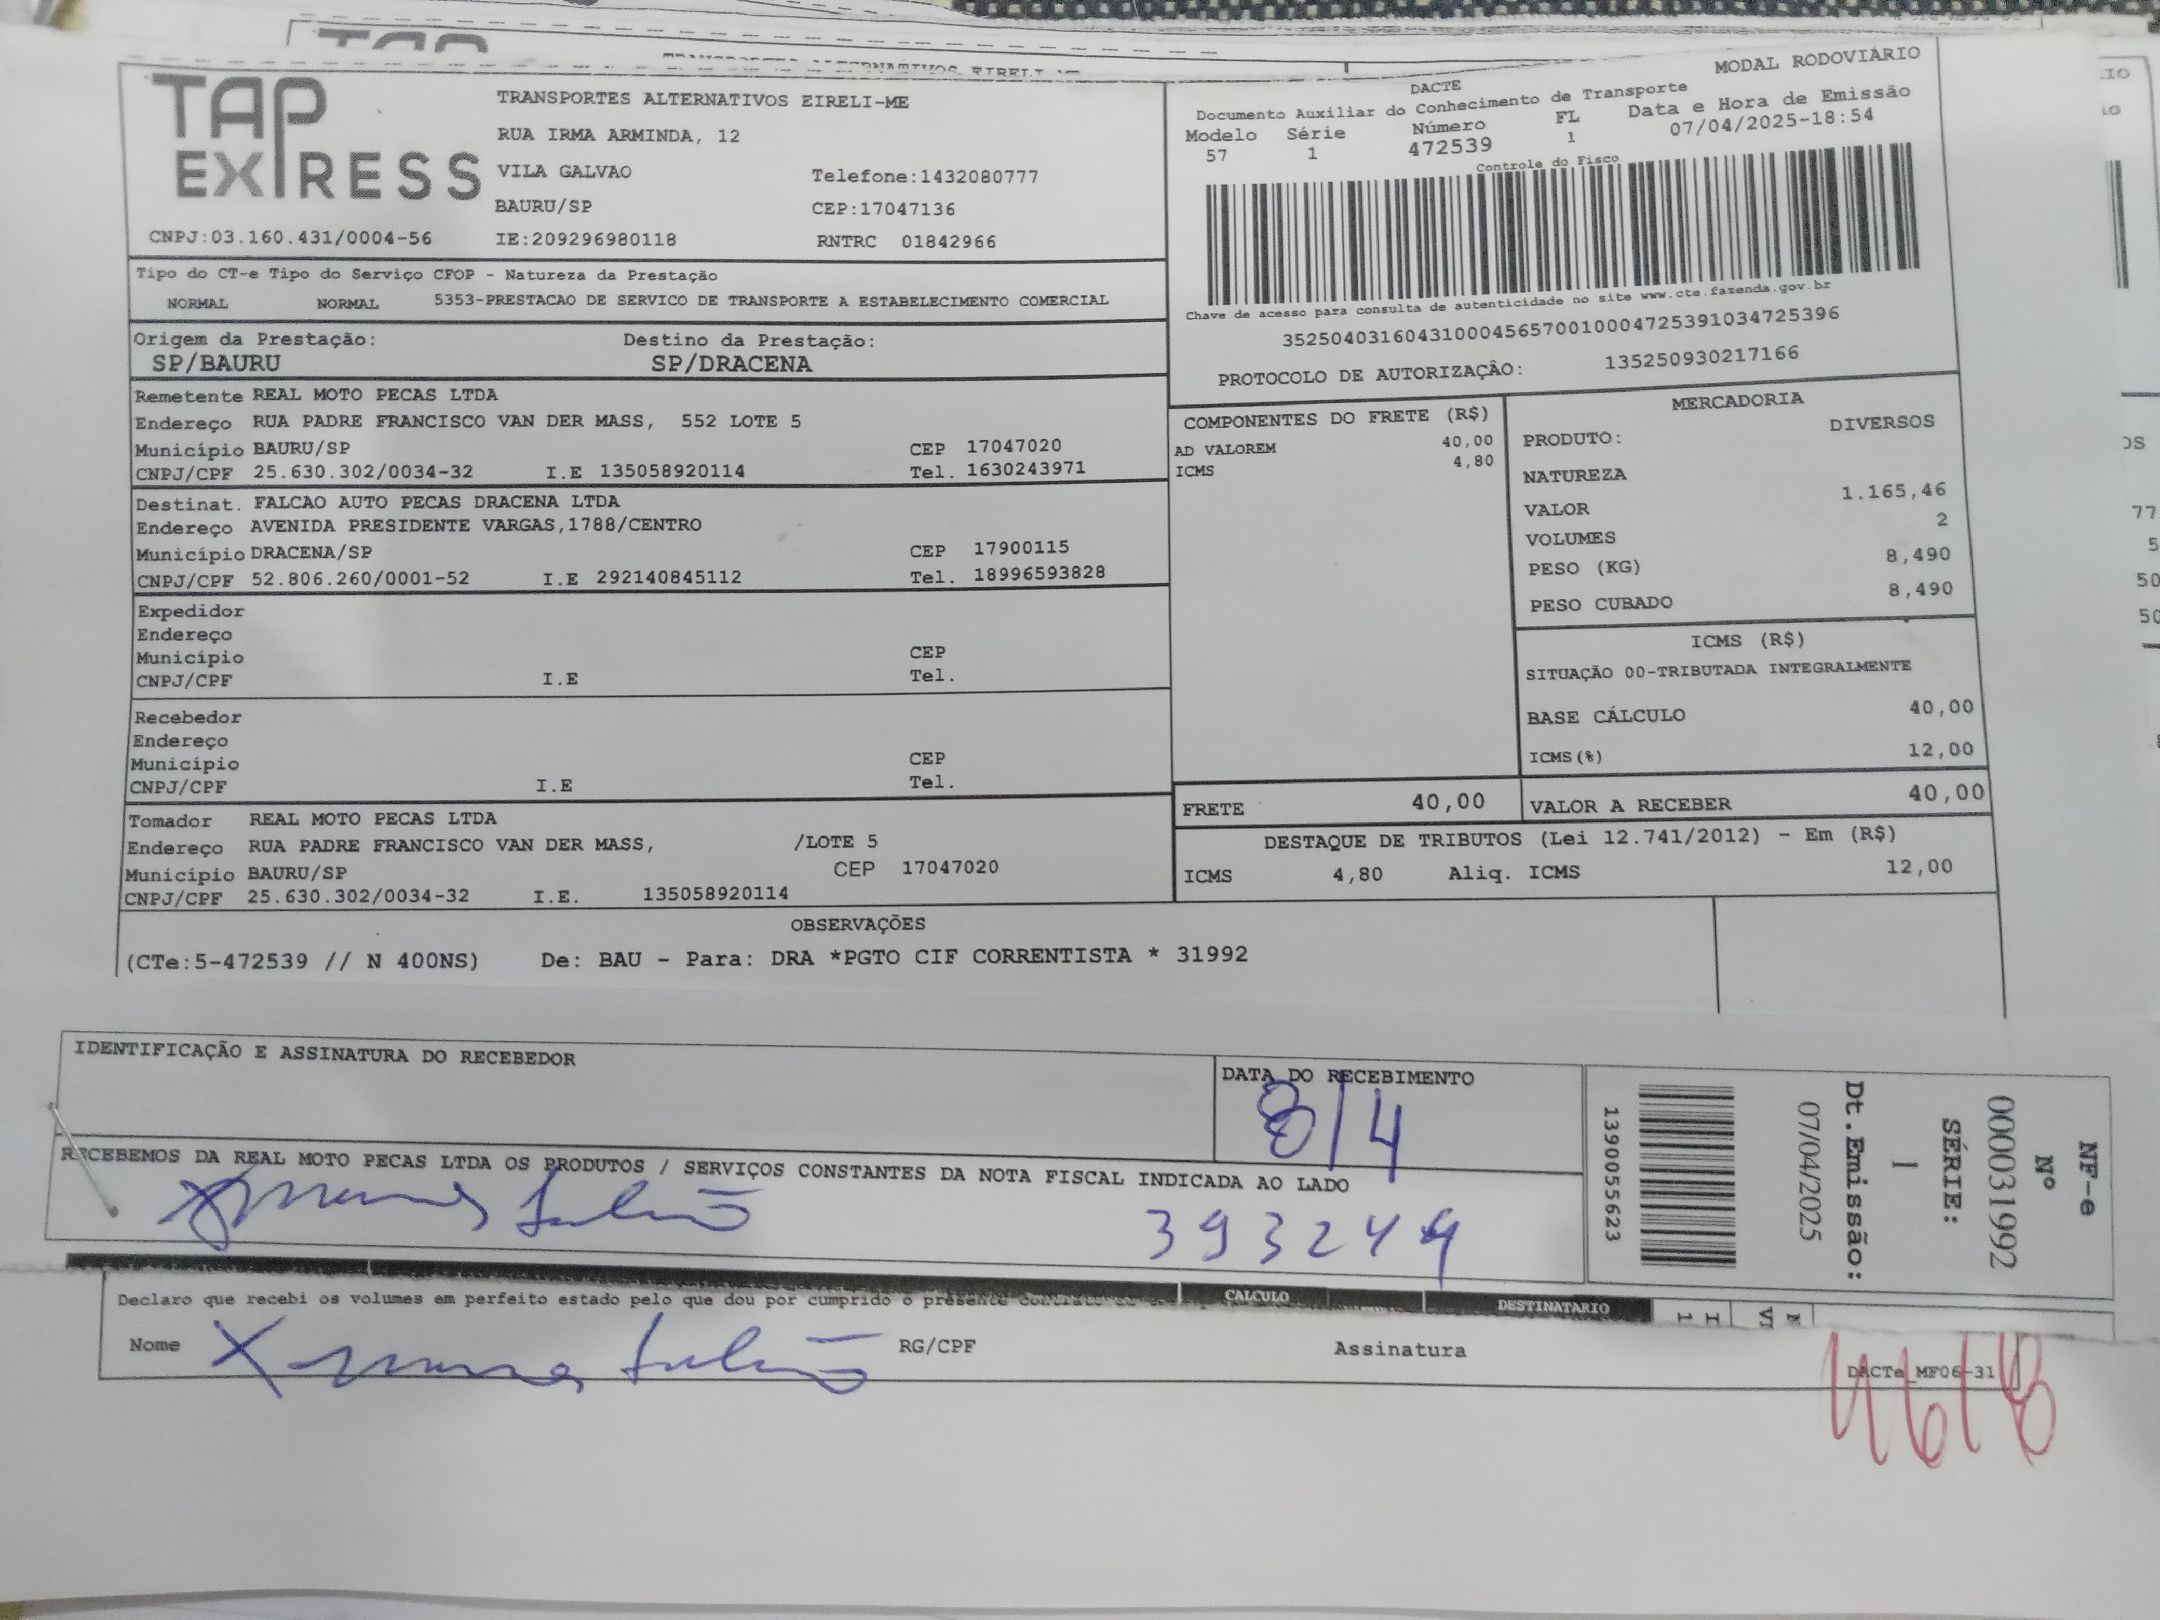 TAP EXPRESS
TRANSPORTES ALTERNATIVOS EIRELI-ME
RUA IRMA ARMINDA, 12
VILA GALVAO Telefone:1432080777
BAURU/SP CEP:17047136
CNPJ:03.160.431/0004-56 IE:209296980118 RNTRC 01842966
MODAL RODOVIÁRIO
DACTE
Documento Auxiliar do Conhecimento de Transporte
Modelo Série Número FL Data e Hora de Emissão
57 1 472539 1 07/04/2025-18:54
Controle do Fisco
Chave de acesso para consulta de autenticidade no site www.cte.fazenda.gov.br
35250403160431000456570010004725391034725396
PROTOCOLO DE AUTORIZAÇÂO: 135250930217166
Tipo do CT-e Tipo do Serviço CFOP - Natureza da Prestação
NORMAL NORMAL 5353-PRESTACAO DE SERVICO DE TRANSPORTE A ESTABELECIMENTO COMERCIAL
Origem da Prestação: Destino da Prestação:
SP/BAURU SP/DRACENA
Remetente REAL MOTO PECAS LTDA
Endereço RUA PADRE FRANCISCO VAN DER MASS, 552 LOTE 5
Município BAURU/SP CEP 17047020
CNPJ/CPF 25.630.302/0034-32 I.E 135058920114 Tel. 1630243971
Destinat. FALCAO AUTO PECAS DRACENA LTDA
Endereço AVENIDA PRESIDENTE VARGAS,1788/CENTRO
Município DRACENA/SP CEP 17900115
CNPJ/CPF 52.806.260/0001-52 I.E 292140845112 Tel. 18996593828
Expedidor
Endereço
Município CEP
CNPJ/CPF I.E Tel.
Recebedor
Endereço
Município CEP
CNPJ/CPF I.E Tel.
Tomador REAL MOTO PECAS LTDA
Endereço RUA PADRE FRANCISCO VAN DER MASS, /LOTE 5
Município BAURU/SP CEP 17047020
CNPJ/CPF 25.630.302/0034-32 I.E. 135058920114
COMPONENTES DO FRETE (R$)
AD VALOREM 40,00
ICMS 4,80
MERCADORIA
PRODUTO: DIVERSOS
NATUREZA
VALOR 1.165,46
VOLUMES 2
PESO (KG) 8,490
PESO CUBADO 8,490
ICMS (R$)
SITUAÇÃO 00-TRIBUTADA INTEGRALMENTE
BASE CÁLCULO 40,00
ICMS(%) 12,00
FRETE 40,00 VALOR A RECEBER 40,00
DESTAQUE DE TRIBUTOS (Lei 12.741/2012) - Em (R$)
ICMS 4,80 Aliq. ICMS 12,00
OBSERVAÇÕES
(CTe:5-472539 // N 400NS) De: BAU - Para: DRA *PGTO CIF CORRENTISTA * 31992
IDENTIFICAÇÃO E ASSINATURA DO RECEBEDOR
DATA DO RECEBIMENTO
8/4
RECEBEMOS DA REAL MOTO PECAS LTDA OS PRODUTOS / SERVIÇOS CONSTANTES DA NOTA FISCAL INDICADA AO LADO
393249
NF-e
Nº
000031992
SÉRIE:
1
Dt.Emissão:
07/04/2025
1390055623
CALCULO DESTINATARIO
Declaro que recebi os volumes em perfeito estado pelo que dou por cumprido o presente
Nome RG/CPF Assinatura
DACTe_MF06-31